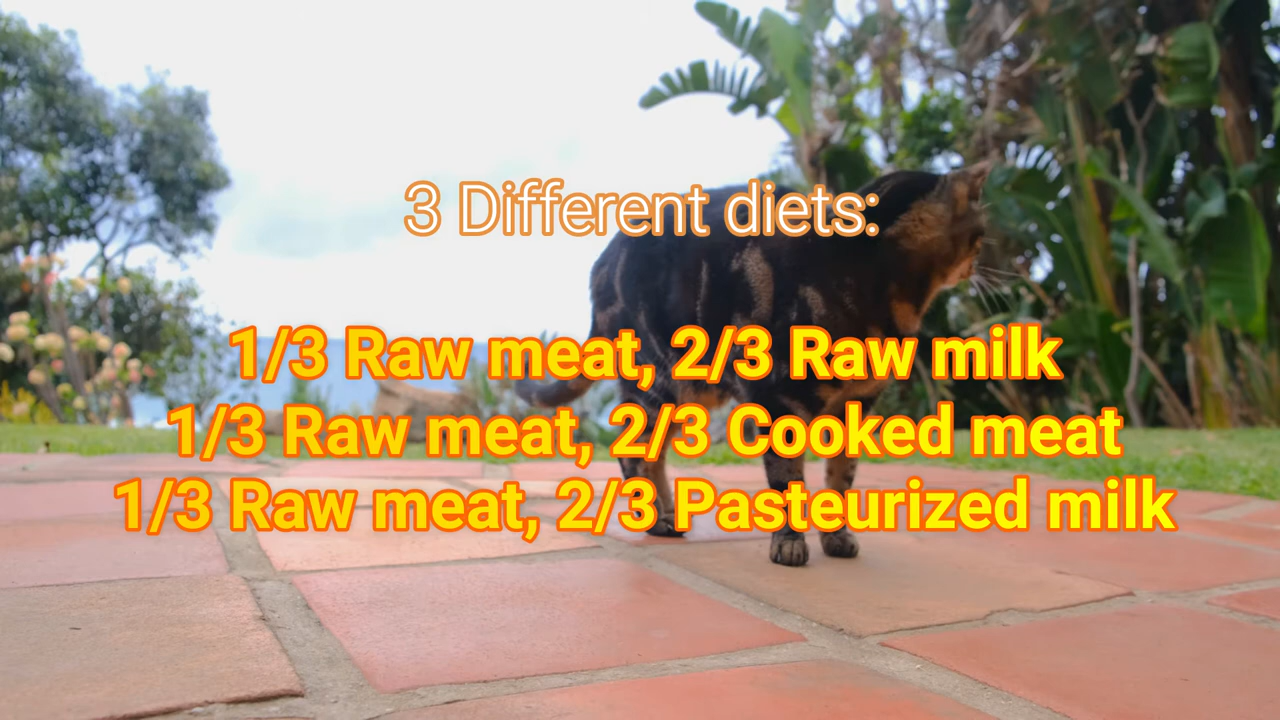 3 Different diets:
1/3 Raw meat, 2/3 Raw milk
1/3 Raw meat, 2/3 Cooked meat
1/3 Raw meat, 2/3 Pasteurized milk